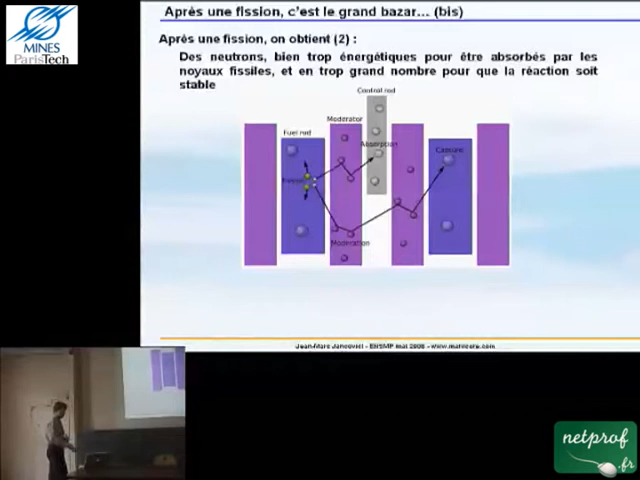 Après une fission, c'est le grand bazar... (bis)
MINES
ParisTech
Après une fission, on obtient (2) :
Des neutrons, bien trop énergétiques pour être absorbés par les
noyaux fissiles, et en trop grand nombre pour que la réaction soit
stable
Control rod
Moderator
Fuel rod
Absorption
Capture
Fission
Moderation
Jean-Marc Jancovici - ENSMP mai 2008 - www.manicore.com
netprof
.fr